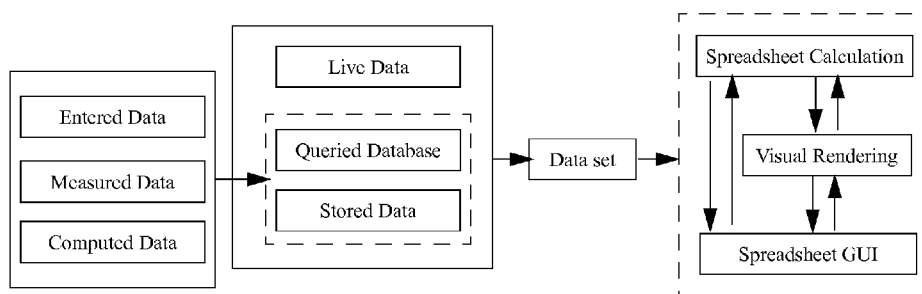 Entered Data
Measured Data
Computed Data
Live Data
Queried Database
Stored Data
Data set
Spreadsheet Calculation
Visual Rendering
Spreadsheet GUI